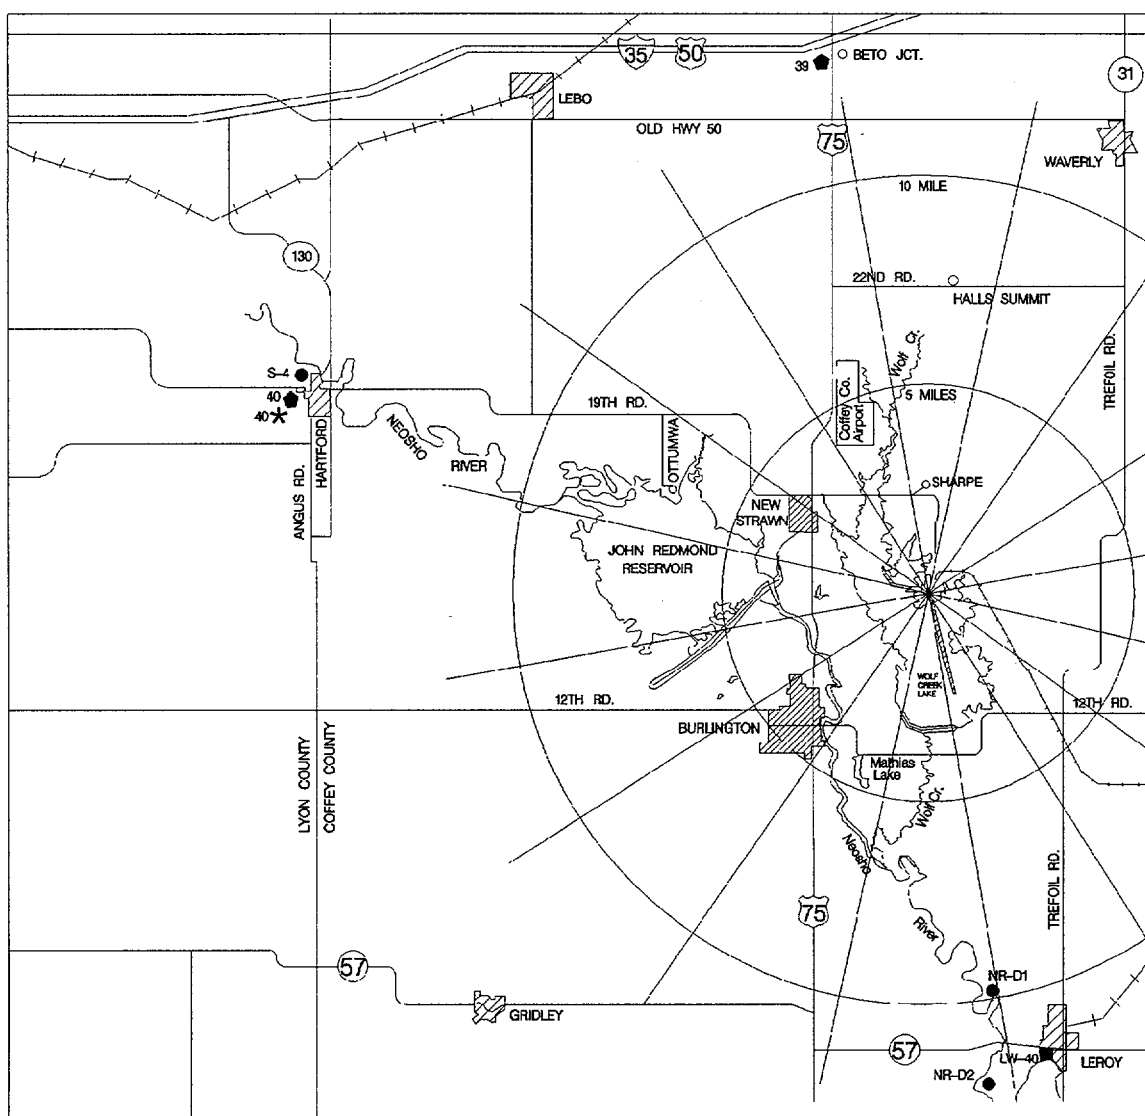 35
50
39
BETO JCT.
31
LEBO
OLD HWY 50
75
WAVERLY
10 MILE
130
22ND RD.
HALLS SUMMIT
Wolf Cr.
TREFOIL RD.
S-4
40
40
5 MILES
19TH RD.
Coffey Co.
Airport
NEOSHO
RIVER
OTTUMWA
HARTFORD
ANGUS RD.
SHARPE
NEW
STRAWN
JOHN REDMOND
RESERVOIR
WOLF
CREEK
LAKE
12TH RD.
12TH RD.
BURLINGTON
Mathias
Lake
LYON COUNTY
COFFEY COUNTY
Wolf Cr.
Neosho
TREFOIL RD.
75
River
57
NR-D1
GRIDLEY
57
LW-40
LEROY
NR-D2